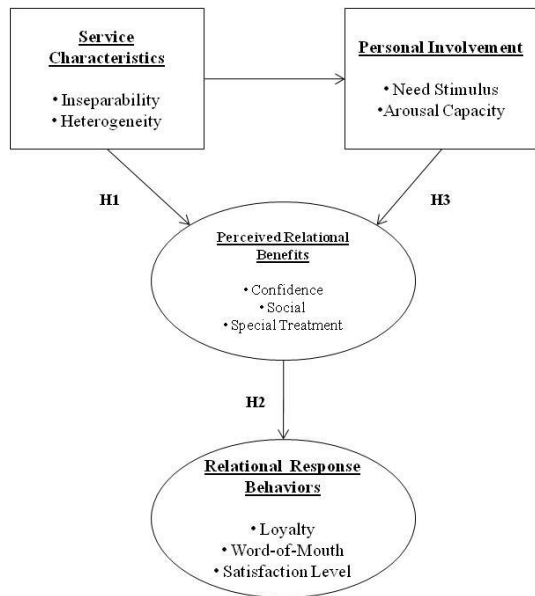 Service
Characteristics
• Inseparability
• Heterogeneity
Personal Involvement
• Need Stimulus
• Arousal Capacity
H1
H3
Perceived Relational
Benefits
• Confidence
• Social
• Special Treatment
H2
Relational Response
Behaviors
• Loyalty
• Word-of-Mouth
• Satisfaction Level